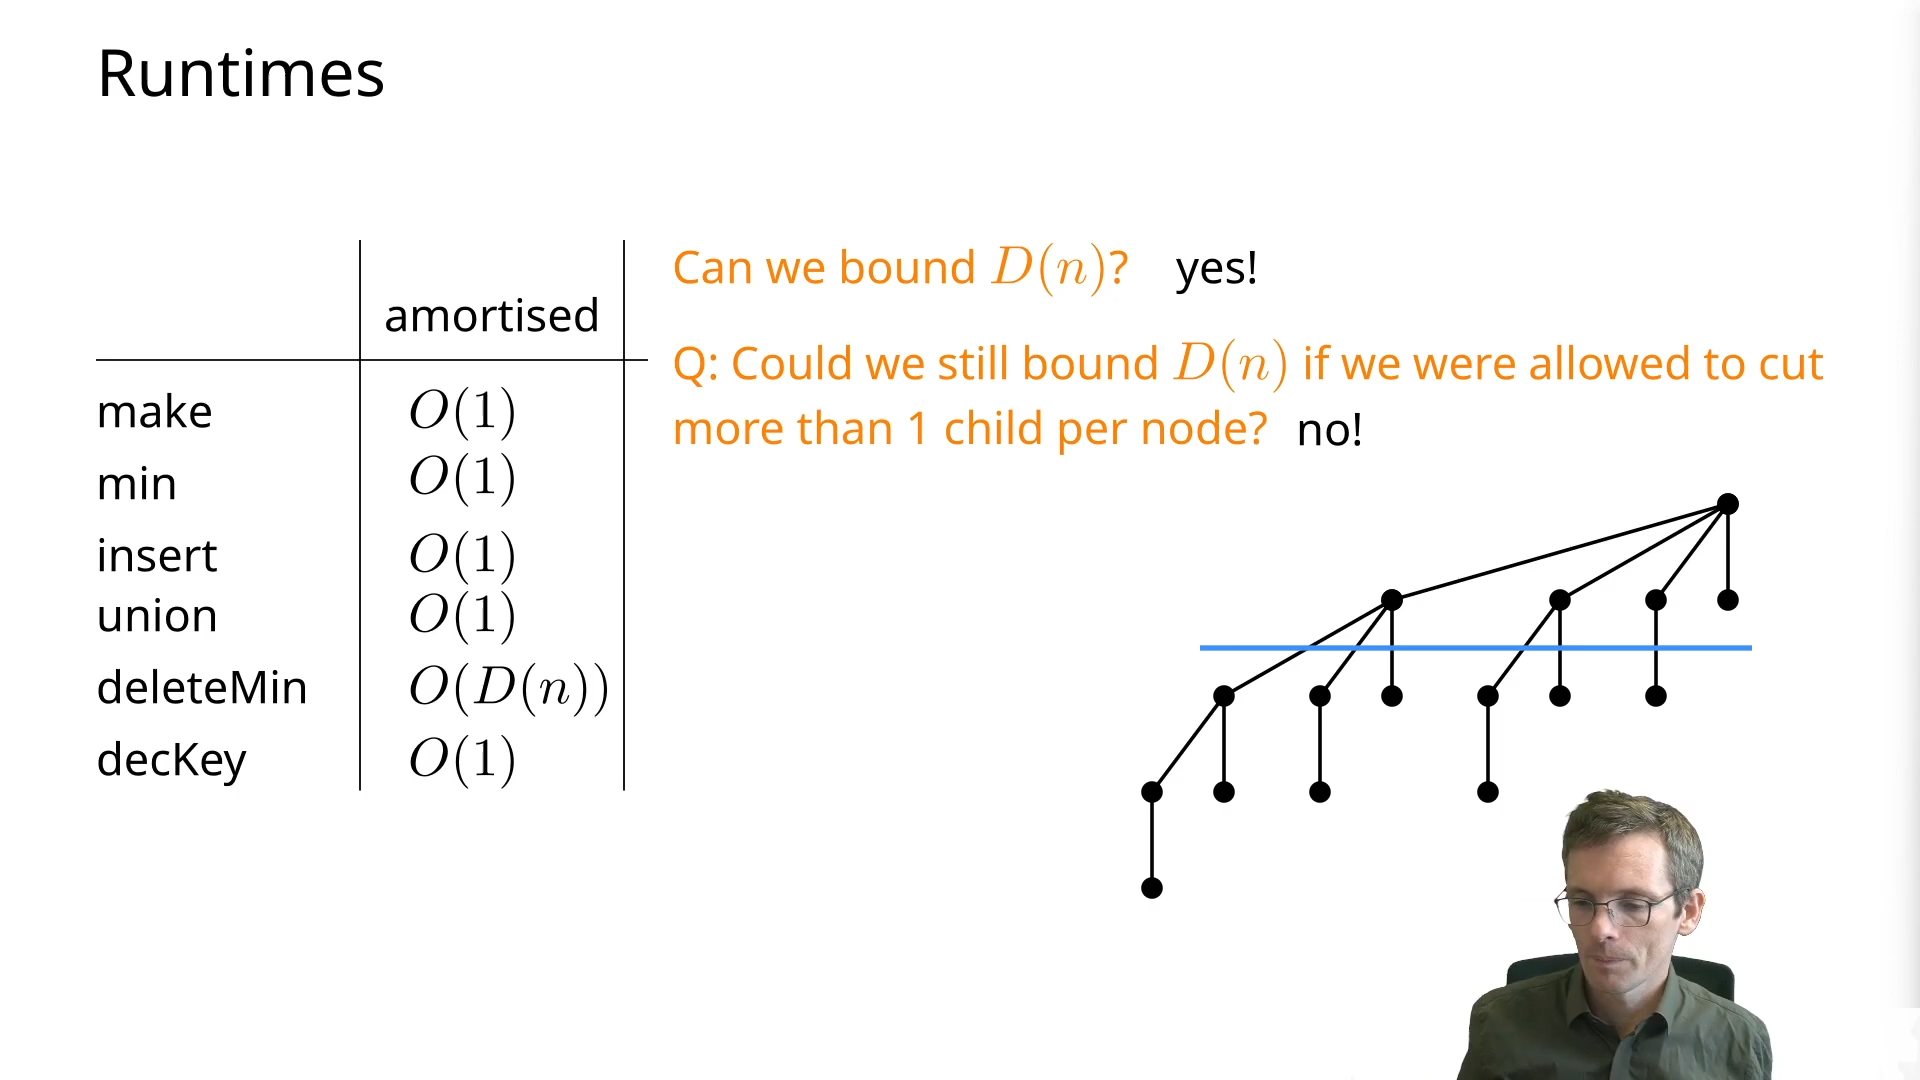 Runtimes
amortised
make O(1)
min O(1)
insert O(1)
union O(1)
deleteMin O(D(n))
decKey O(1)
Can we bound D(n)? yes!
Q: Could we still bound D(n) if we were allowed to cut
more than 1 child per node? no!